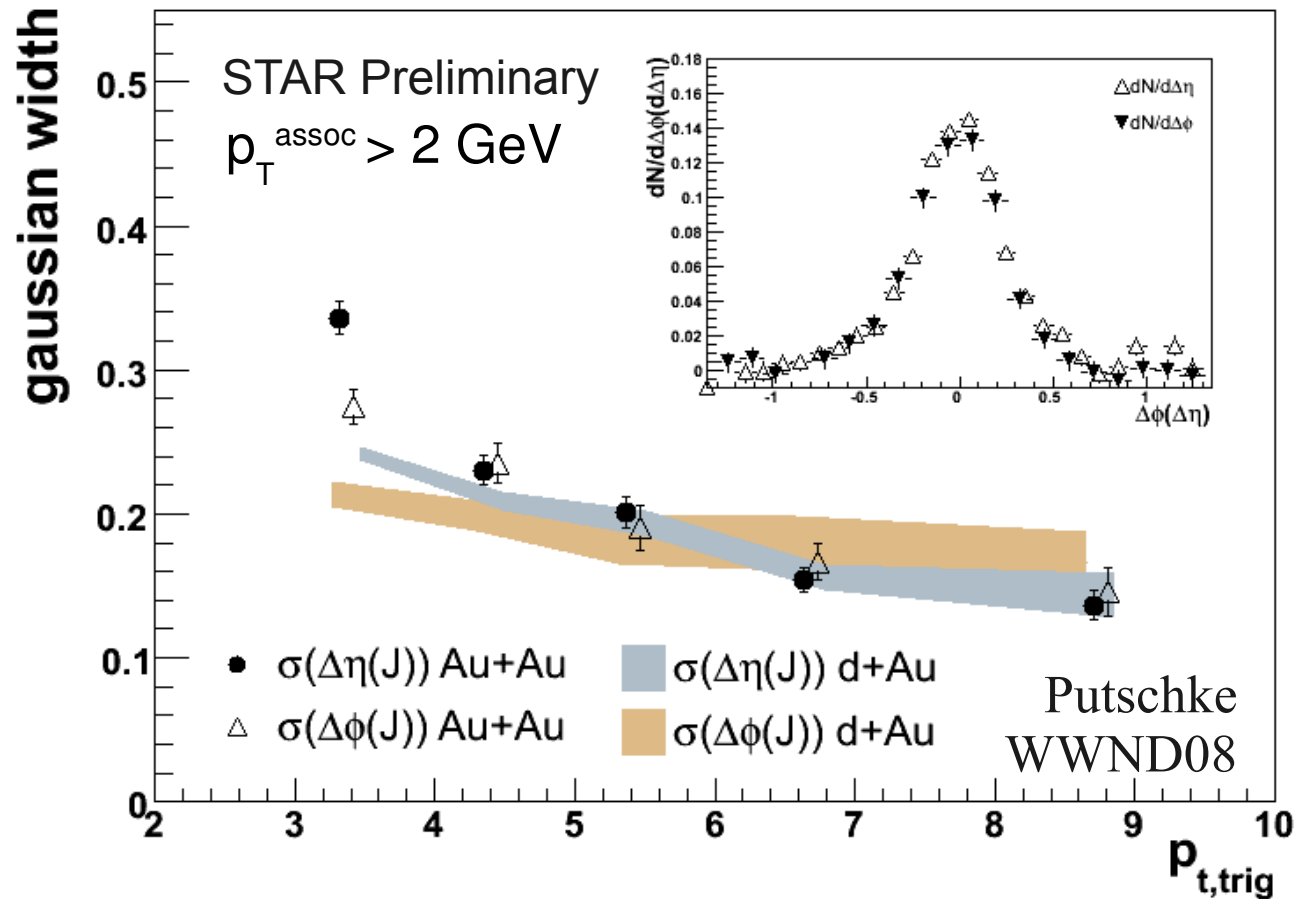 gaussian width
0.5
0.4
0.3
0.2
0.1
0
STAR Preliminary
p_T^assoc > 2 GeV
dN/dΔφ(dΔη)
0.18
0.16
0.14
0.12
0.1
0.08
0.06
0.04
0.02
0
△ dN/dΔη
▼ dN/dΔφ
-1 -0.5 0 0.5 1
Δφ(Δη)
● σ(Δη(J)) Au+Au
△ σ(Δφ(J)) Au+Au
σ(Δη(J)) d+Au
σ(Δφ(J)) d+Au
Putschke
WWND08
2 3 4 5 6 7 8 9 10
p_t,trig